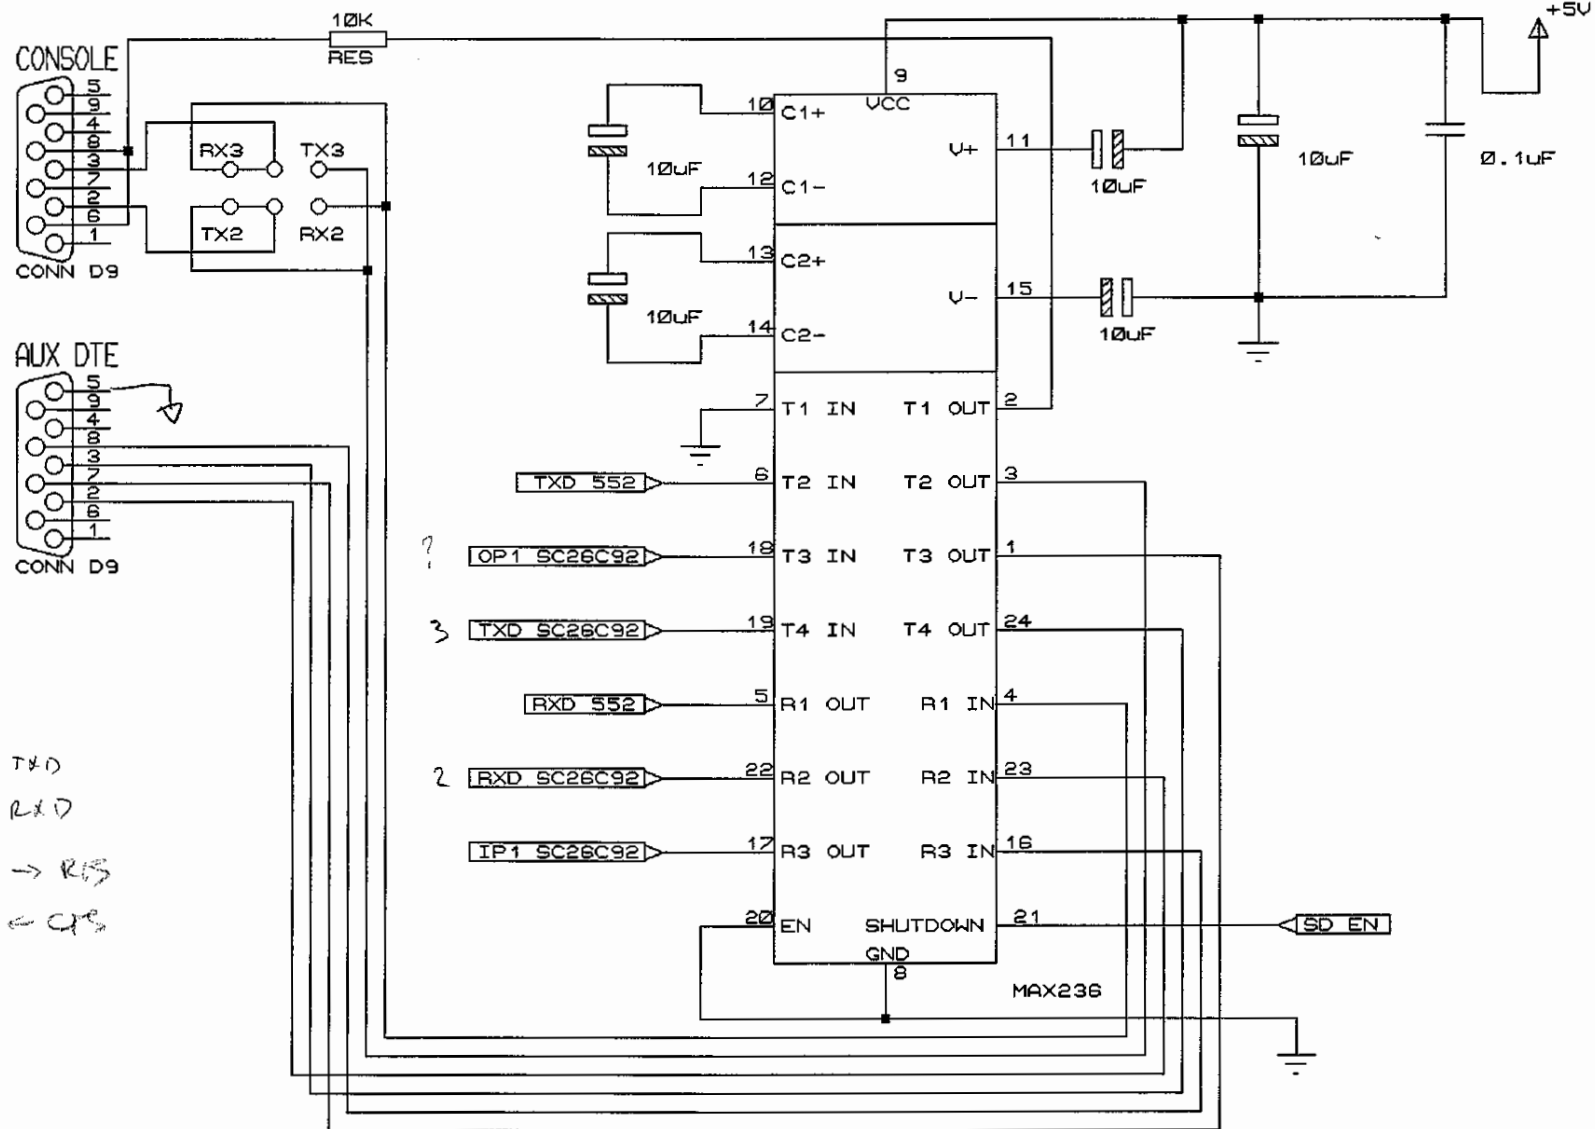 +5V
10K
RES
CONSOLE
5
9
4
8
3
7
2
6
1
CONN D9
RX3
TX3
TX2
RX2
9
VCC
10
C1+
10uF
12
C1-
V+
11
10uF
10uF
0.1uF
13
C2+
10uF
14
C2-
V-
15
10uF
AUX DTE
5
9
4
8
3
7
2
6
1
CONN D9
7
T1 IN
T1 OUT
2
TXD 552
6
T2 IN
T2 OUT
3
?
OP1 SC26C92
18
T3 IN
T3 OUT
1
3
TXD SC26C92
19
T4 IN
T4 OUT
24
RXD 552
5
R1 OUT
R1 IN
4
2
RXD SC26C92
22
R2 OUT
R2 IN
23
IP1 SC26C92
17
R3 OUT
R3 IN
16
20
EN
SHUTDOWN
21
SD EN
GND
8
MAX236
TXD
RXD
→ RTS
← CTS